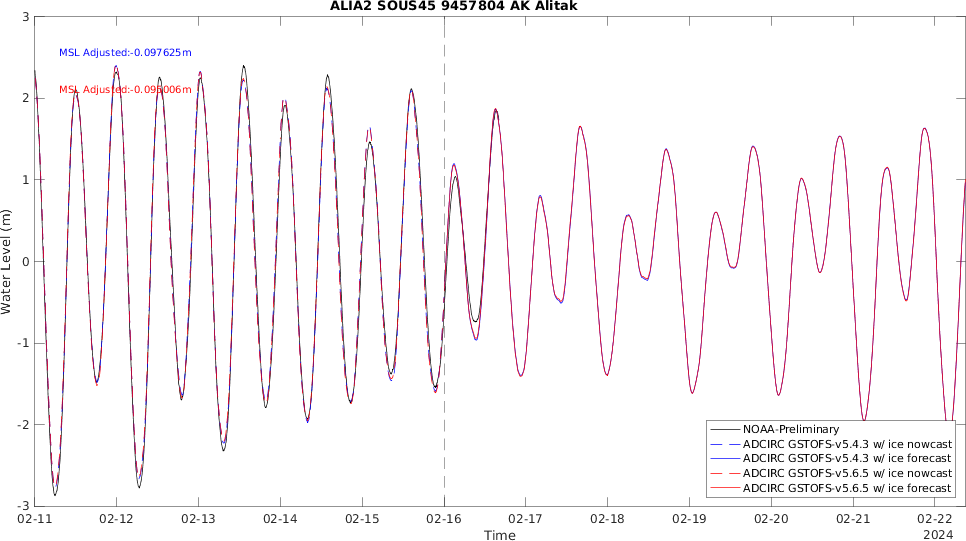 ALIA2 SOUS45 9457804 AK Alitak
3
2
1
0
-1
-2
-3
Water Level (m)
MSL Adjusted:-0.097625m
MSL Adjusted:-0.095006m
NOAA-Preliminary
ADCIRC GSTOFS-v5.4.3 w/ ice nowcast
ADCIRC GSTOFS-v5.4.3 w/ ice forecast
ADCIRC GSTOFS-v5.6.5 w/ ice nowcast
ADCIRC GSTOFS-v5.6.5 w/ ice forecast
02-11 02-12 02-13 02-14 02-15 02-16 02-17 02-18 02-19 02-20 02-21 02-22
Time
2024